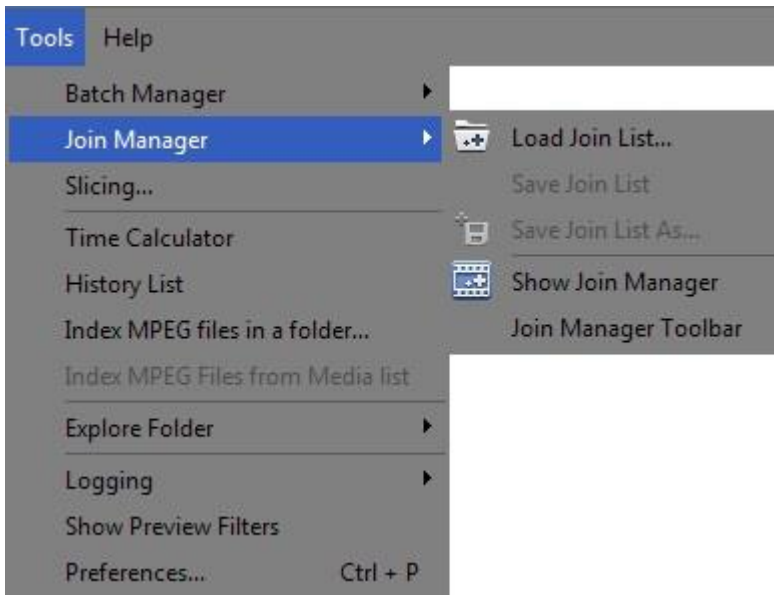 Tools Help
Batch Manager
Join Manager
Slicing...
Time Calculator
History List
Index MPEG files in a folder...
Index MPEG Files from Media list
Explore Folder
Logging
Show Preview Filters
Preferences... Ctrl + P
Load Join List...
Save Join List
Save Join List As...
Show Join Manager
Join Manager Toolbar